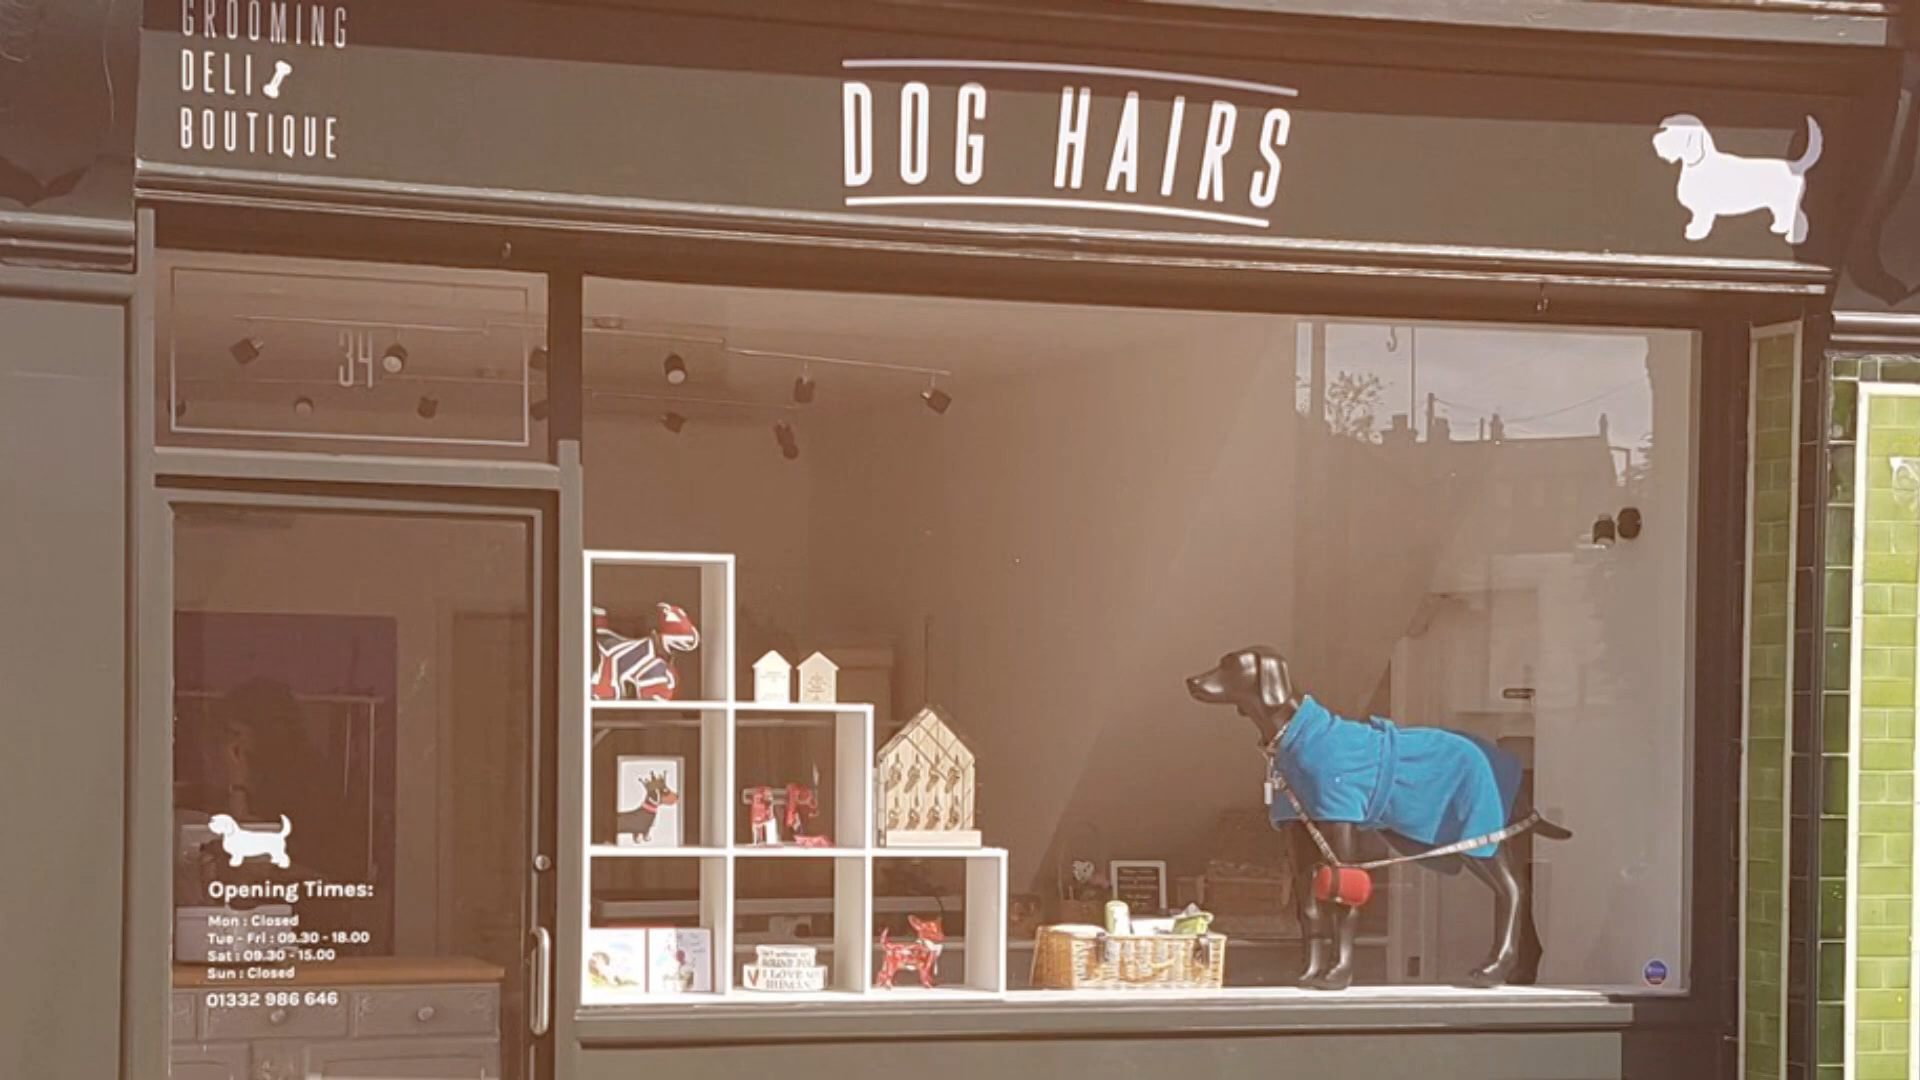 GROOMING
DELI
BOUTIQUE
DOG HAIRS
34
Opening Times:
Mon : Closed
Tue - Fri : 09.30 - 18.00
Sat : 09.30 - 15.00
Sun : Closed
01332 986 646
I LOVE MY
HUMAN